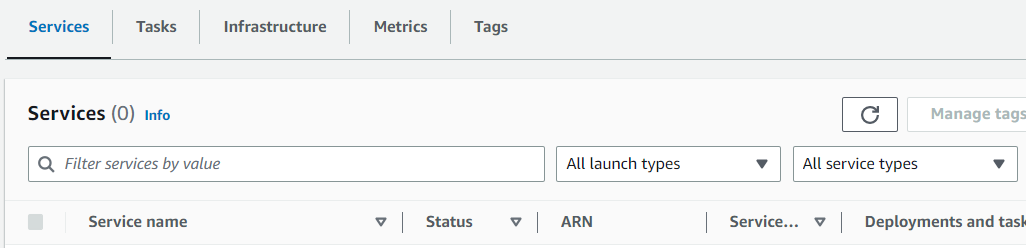 Services Tasks Infrastructure Metrics Tags
Services (0) Info Manage tags
Filter services by value All launch types All service types
Service name Status ARN Service... Deployments and task